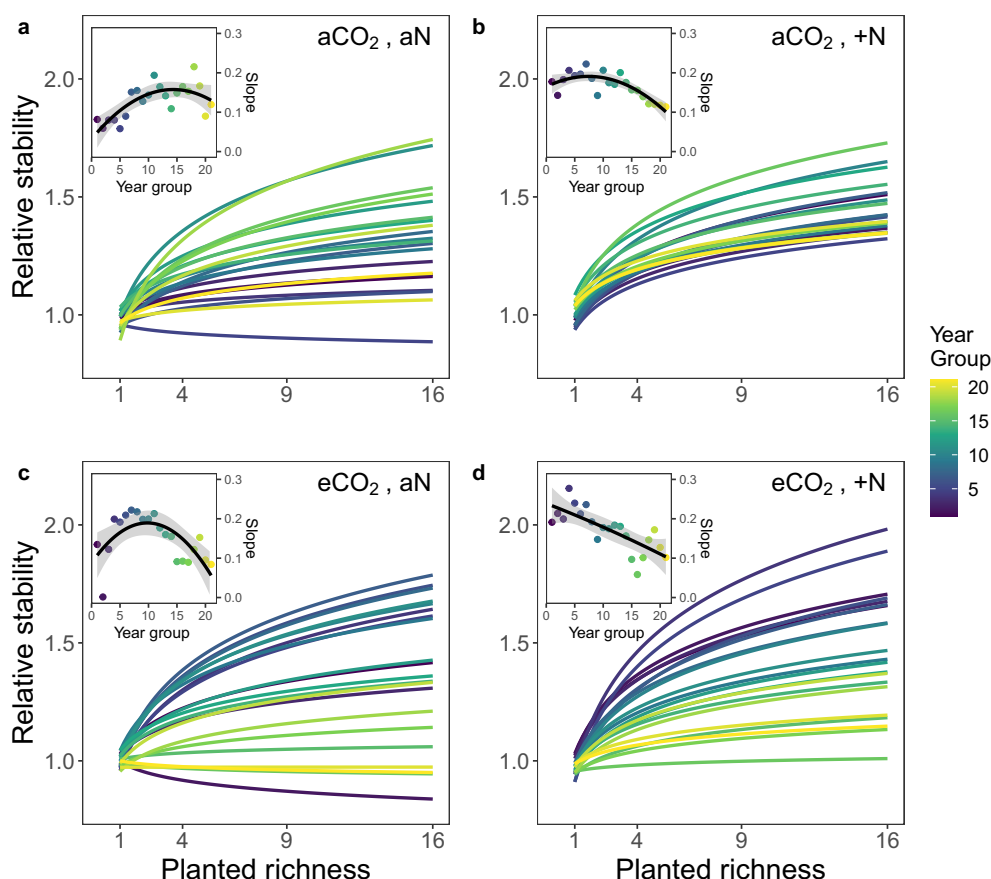 a
aCO₂ , aN
0.3
0.2
0.1
0.0
Slope
0 5 10 15 20
Year group
2.0
1.5
1.0
Relative stability
1 4 9 16
b
aCO₂ , +N
0.3
0.2
0.1
0.0
Slope
0 5 10 15 20
Year group
2.0
1.5
1.0
1 4 9 16
c
eCO₂ , aN
0.3
0.2
0.1
0.0
Slope
0 5 10 15 20
Year group
2.0
1.5
1.0
Relative stability
1 4 9 16
Planted richness
d
eCO₂ , +N
0.3
0.2
0.1
0.0
Slope
0 5 10 15 20
Year group
2.0
1.5
1.0
1 4 9 16
Planted richness
Year
Group
20
15
10
5